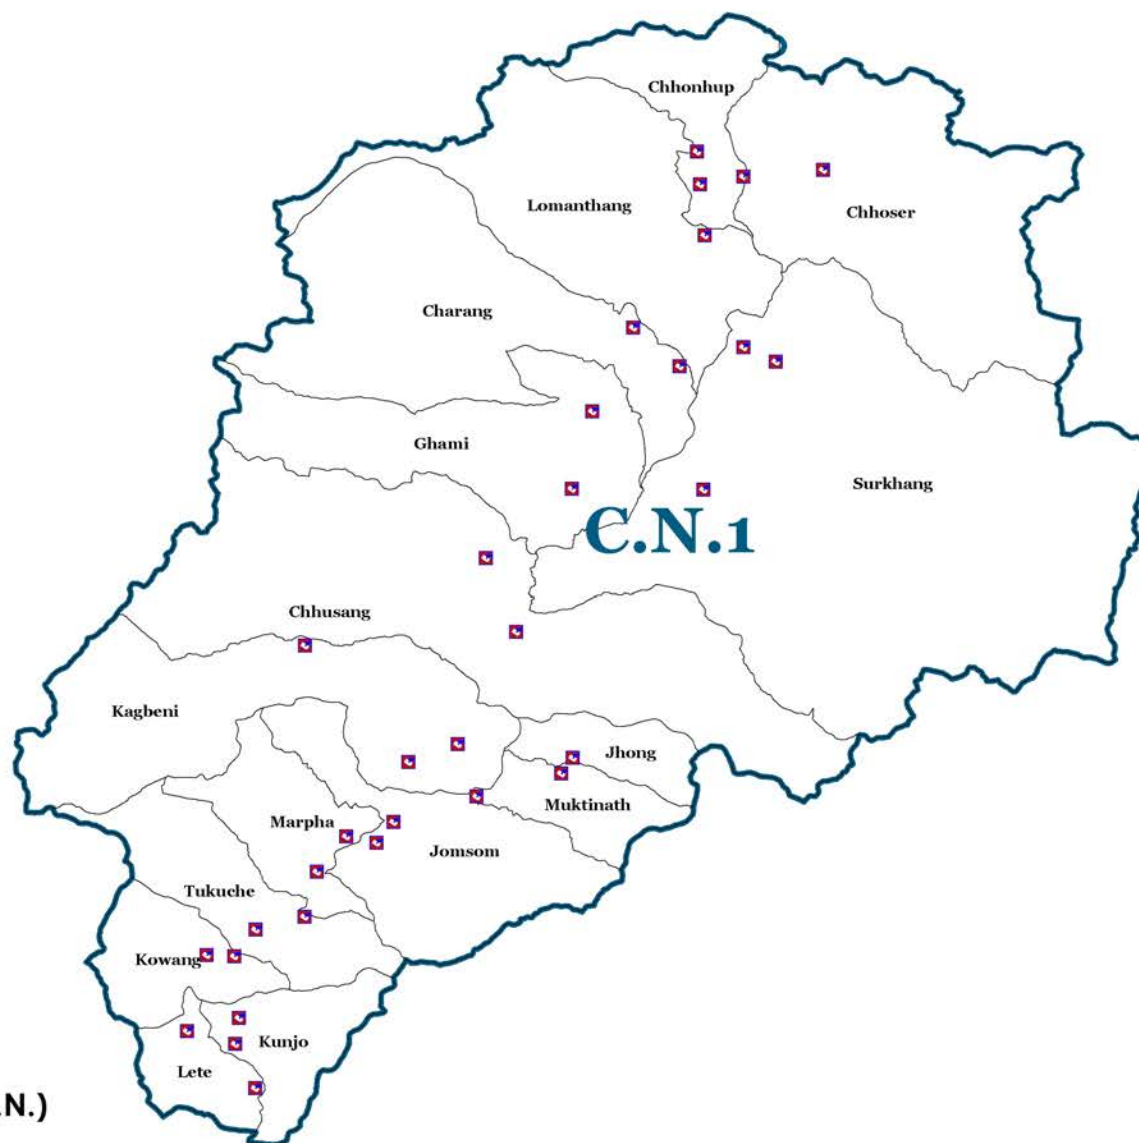 Chhonhup
Lomanthang
Chhoser
Charang
Ghami
Surkhang
C.N.1
Chhusang
Kagbeni
Jhong
Muktinath
Marpha
Jomsom
Tukuche
Kowang
Kunjo
Lete
.N.)